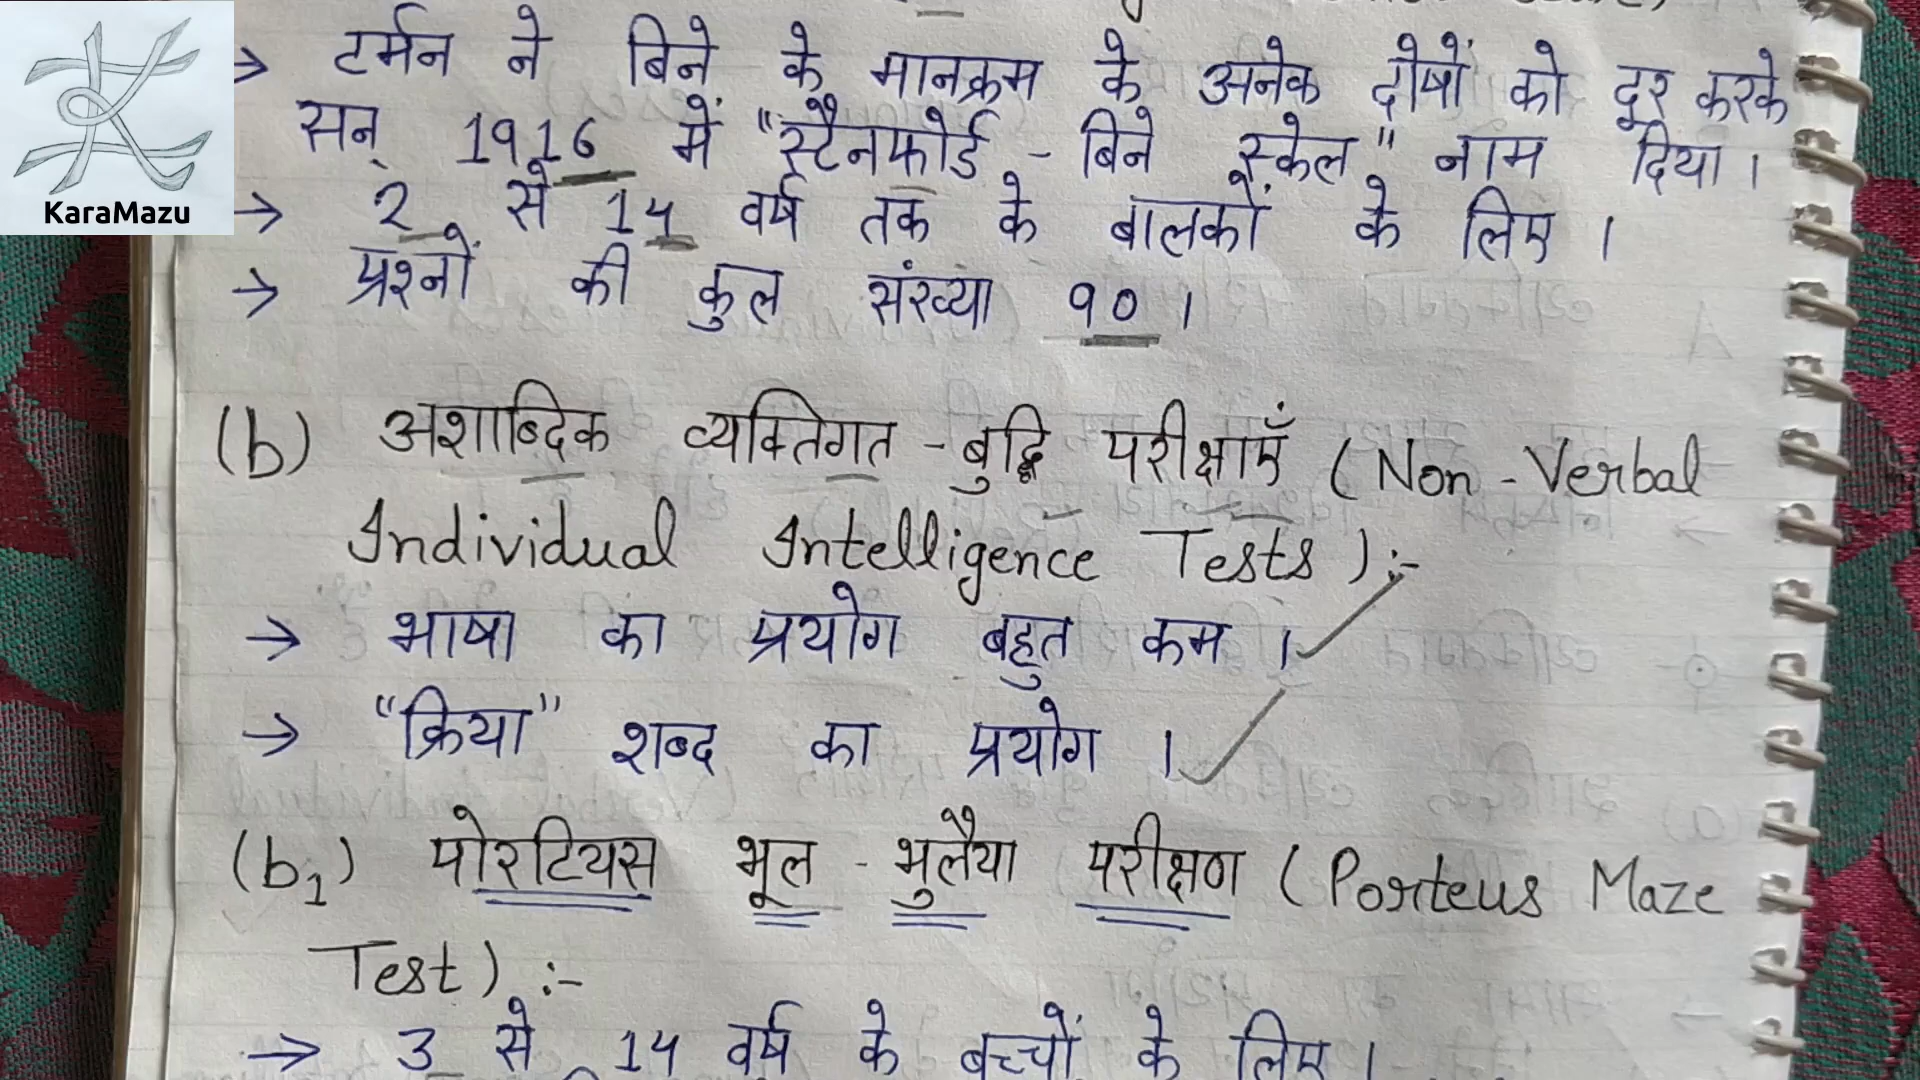 KaraMazu
→ टर्मन ने बिने के मानक्रम के अनेक दोषों को दूर करके
सन् 1916 में "स्टैनफोर्ड - बिने स्केल" नाम दिया ।
→ 2 से 14 वर्ष तक के बालकों के लिए ।
→ प्रश्नों की कुल संख्या 90 ।
(b) अशाब्दिक व्यक्तिगत - बुद्धि परीक्षाएँ (Non - Verbal
Individual Intelligence Tests) :-
→ भाषा का प्रयोग बहुत कम ।
→ "क्रिया" शब्द का प्रयोग ।
(b1) पोरटियस भूल - भुलैया परीक्षण (Porteus Maze
Test) :-
→ 3 से 14 वर्ष के बच्चों के लिए ।